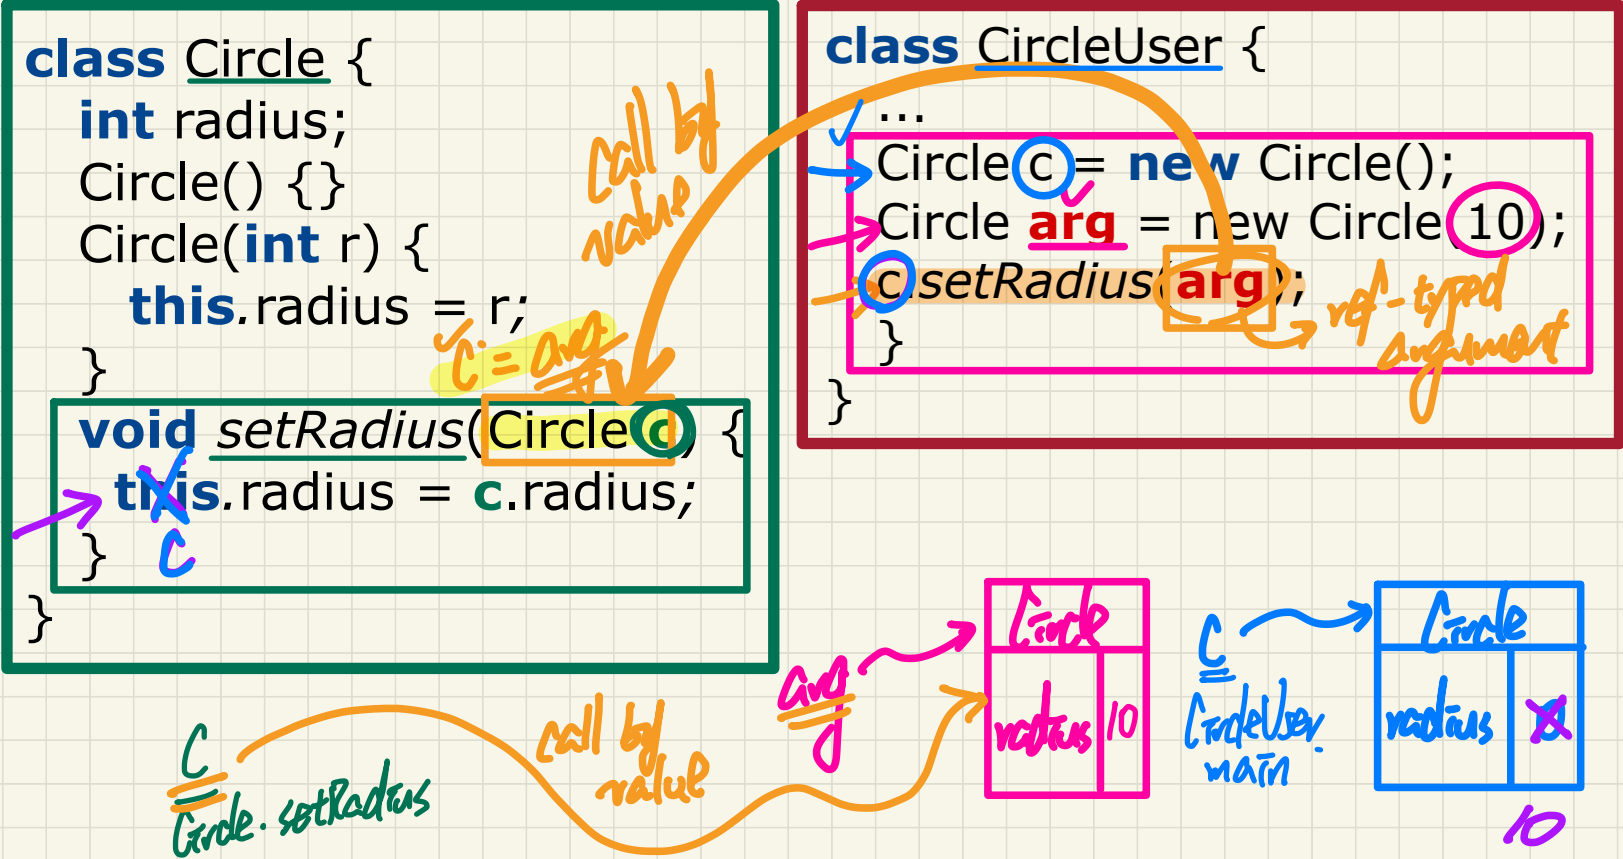 class Circle {
int radius;
Circle() {}
Circle(int r) {
this.radius = r;
}
void setRadius(Circle c) {
this.radius = c.radius;
}
}
call by
value
c = arg
c
class CircleUser {
...
Circle c = new Circle();
Circle arg = new Circle(10);
c.setRadius(arg);
}
}
ref-typed
argument
c
Circle.setRadius
call by
value
arg
Circle
radius 10
c
CircleUser.
main
Circle
radius 0
10